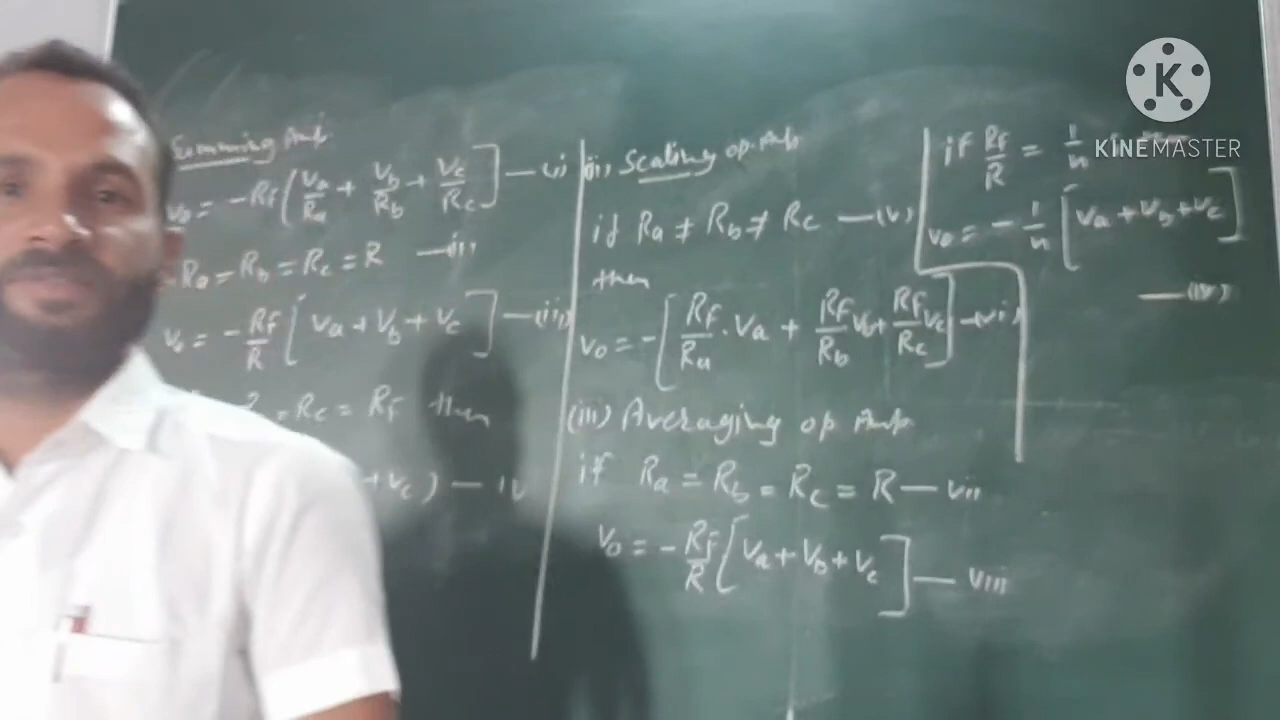 Summing Amp
v₀ = -Rf(Va/Ra + Vb/Rb + Vc/Rc] —(i)
Ra = Rb = Rc = R —(ii)
v₀ = -Rf/R [Va + Vb + Vc] —(iii)
= Rc = RF then
+ Vc) — iv
(ii) Scaling op. Amp
if Ra ≠ Rb ≠ Rc —(v)
then
v₀ = -[RF/Ra . Va + RF/Rb Vb + RF/Rc Vc] —(vi)
(iii) Averaging op Amp
if Ra = Rb = Rc = R — vii
V₀ = -RF/R [Va + Vb + Vc] — viii
if RF/R = 1/n
v₀ = -1/n [Va + Vb + Vc]
K
KINEMASTER